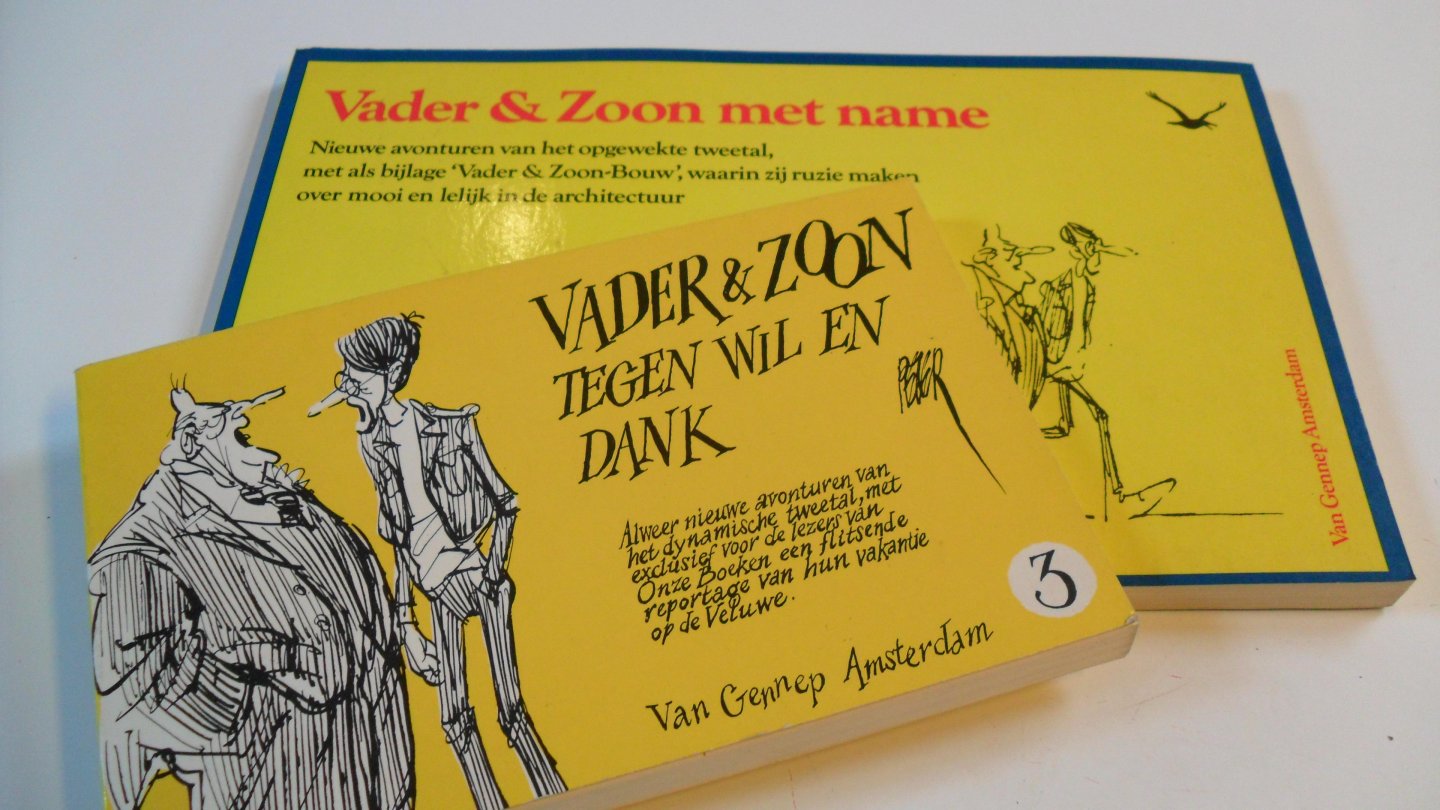 Vader & Zoon met name
Nieuwe avonturen van het opgewekte tweetal,
met als bijlage ‘Vader & Zoon-Bouw’, waarin zij ruzie maken
over mooi en lelijk in de architectuur
Van Gennep Amsterdam
VADER & ZOON
TEGEN WIL EN
DANK
PETER
Alweer nieuwe avonturen van
het dynamische tweetal, met
exclusief voor de lezers van
Onze Boeken een flitsende
reportage van hun vakantie
op de Veluwe.
3
Van Gennep Amsterdam